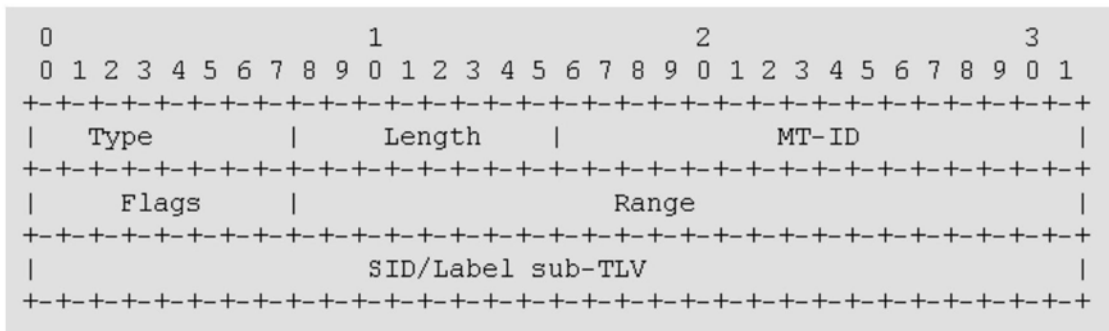 0                   1                   2                   3
0 1 2 3 4 5 6 7 8 9 0 1 2 3 4 5 6 7 8 9 0 1 2 3 4 5 6 7 8 9 0 1
+-+-+-+-+-+-+-+-+-+-+-+-+-+-+-+-+-+-+-+-+-+-+-+-+-+-+-+-+-+-+-+-+
|   Type        |     Length    |             MT-ID             |
+-+-+-+-+-+-+-+-+-+-+-+-+-+-+-+-+-+-+-+-+-+-+-+-+-+-+-+-+-+-+-+-+
|     Flags     |                   Range                       |
+-+-+-+-+-+-+-+-+-+-+-+-+-+-+-+-+-+-+-+-+-+-+-+-+-+-+-+-+-+-+-+-+
|                    SID/Label sub-TLV                          |
+-+-+-+-+-+-+-+-+-+-+-+-+-+-+-+-+-+-+-+-+-+-+-+-+-+-+-+-+-+-+-+-+